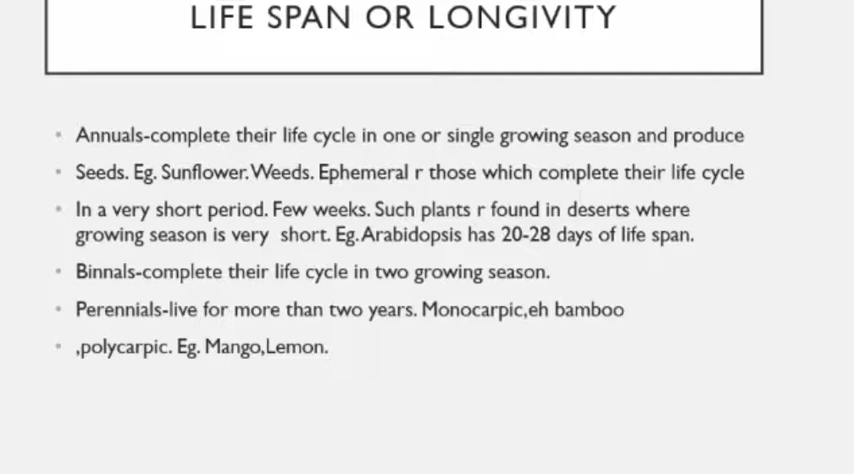 LIFE SPAN OR LONGIVITY
• Annuals-complete their life cycle in one or single growing season and produce
• Seeds. Eg. Sunflower. Weeds. Ephemeral r those which complete their life cycle
• In a very short period. Few weeks. Such plants r found in deserts where
growing season is very short. Eg. Arabidopsis has 20-28 days of life span.
• Binnals-complete their life cycle in two growing season.
• Perennials-live for more than two years. Monocarpic,eh bamboo
• ,polycarpic. Eg. Mango,Lemon.